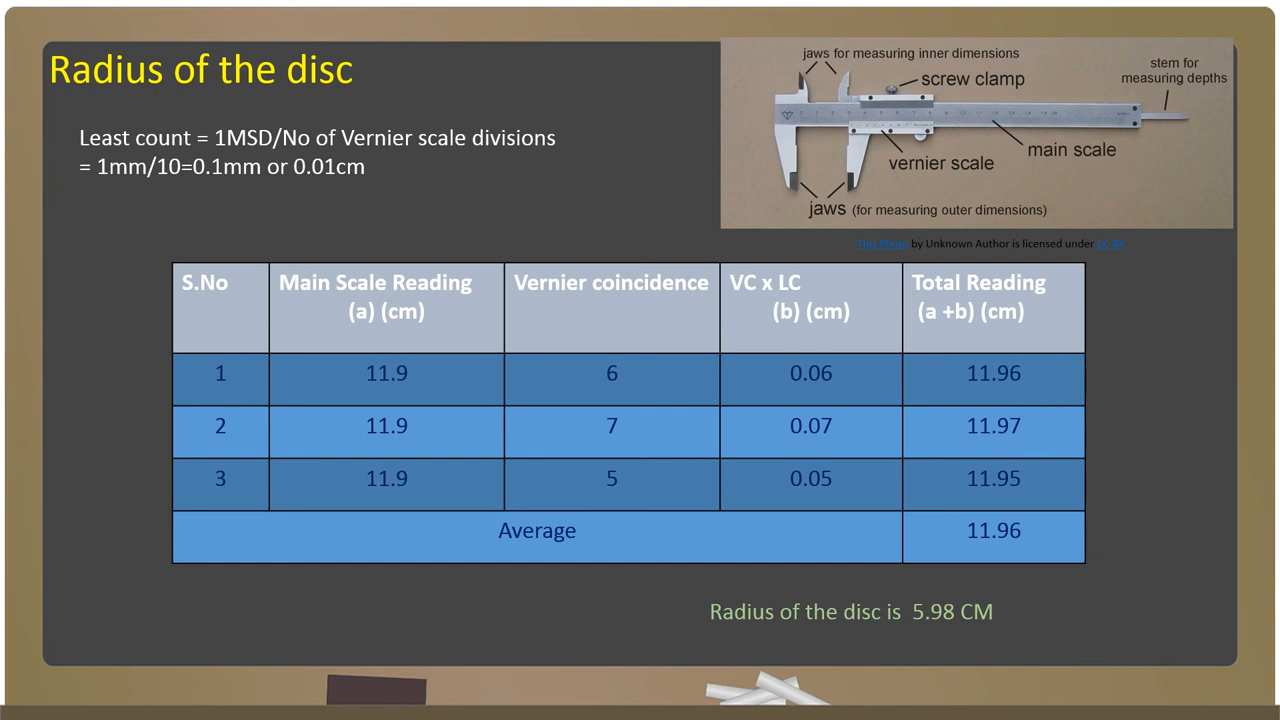 Radius of the disc
Least count = 1MSD/No of Vernier scale divisions
= 1mm/10=0.1mm or 0.01cm
jaws for measuring inner dimensions
screw clamp
stem for
measuring depths
main scale
vernier scale
jaws (for measuring outer dimensions)
This Photo by Unknown Author is licensed under CC BY
S.No Main Scale Reading Vernier coincidence VC x LC Total Reading
(a) (cm) (b) (cm) (a +b) (cm)
1 11.9 6 0.06 11.96
2 11.9 7 0.07 11.97
3 11.9 5 0.05 11.95
Average 11.96
Radius of the disc is 5.98 CM